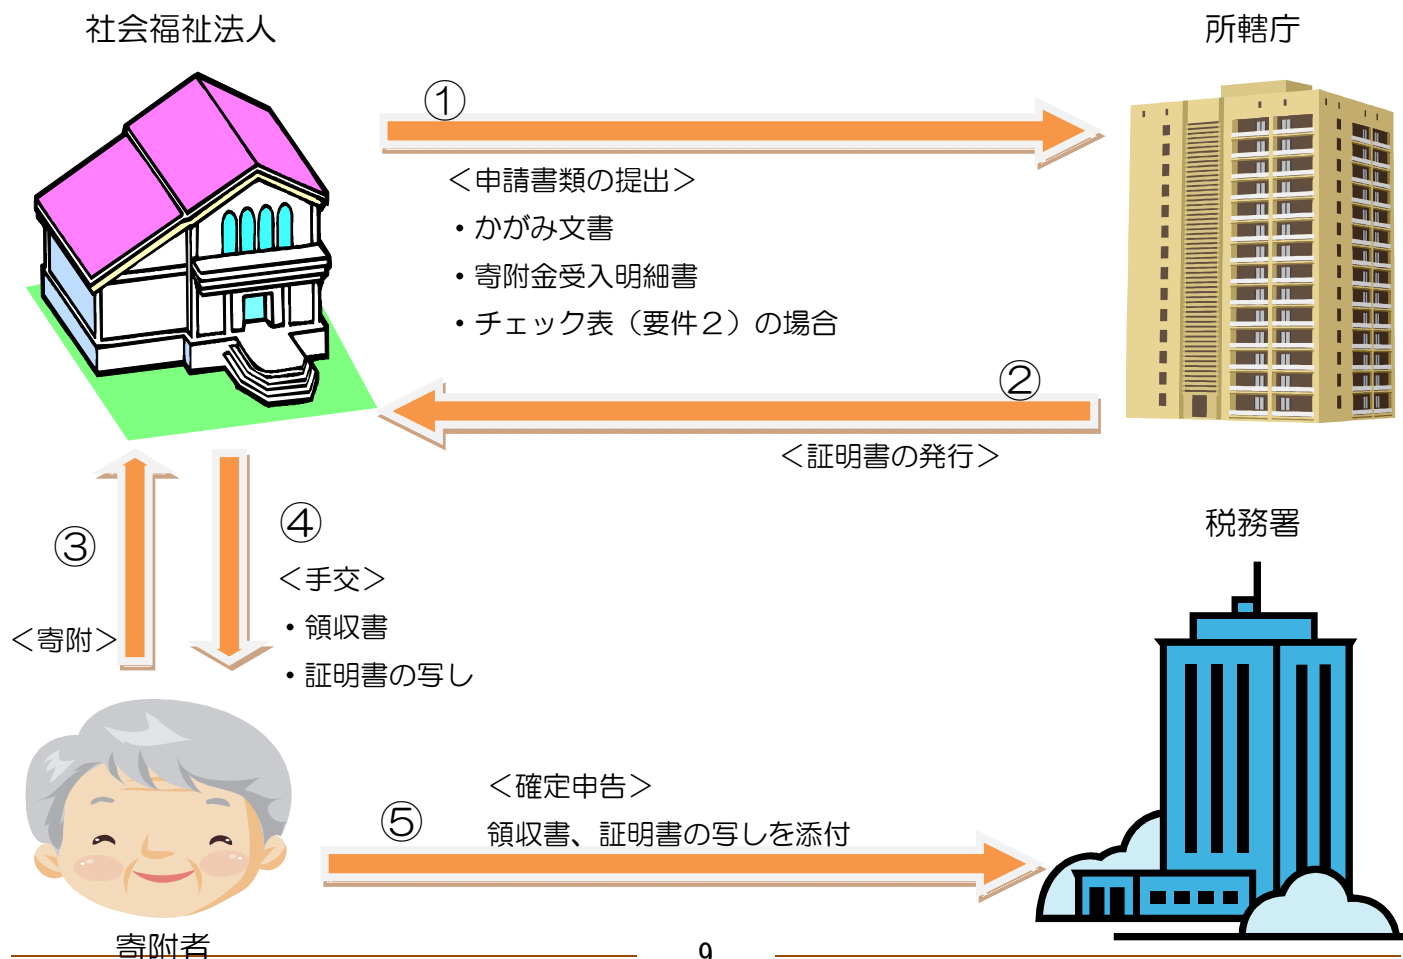 社会福祉法人
所轄庁
①
＜申請書類の提出＞
・かがみ文書
・寄附金受入明細書
・チェック表（要件２）の場合
②
＜証明書の発行＞
③
＜寄附＞
④
＜手交＞
・領収書
・証明書の写し
税務署
⑤
＜確定申告＞
領収書、証明書の写しを添付
寄附者
9